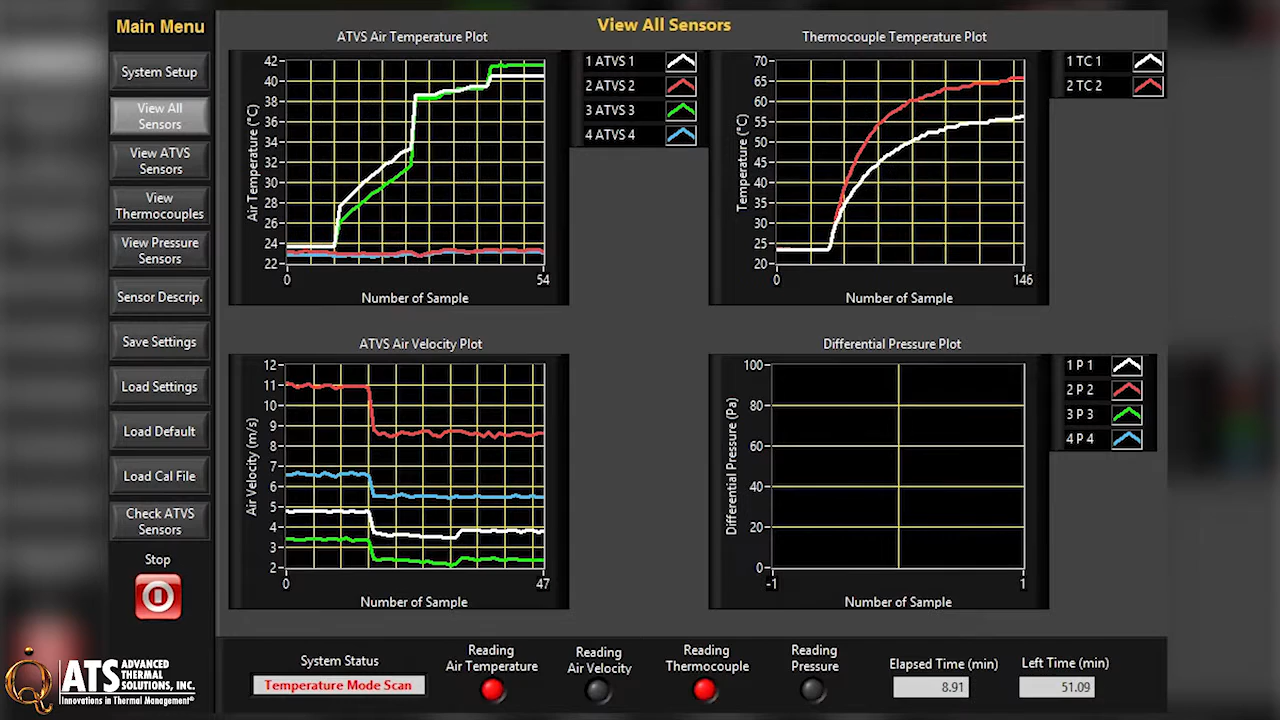 Main Menu
System Setup
View All
Sensors
View ATVS
Sensors
View
Thermocouples
View Pressure
Sensors
Sensor Descrip.
Save Settings
Load Settings
Load Default
Load Cal File
Check ATVS
Sensors
Stop
View All Sensors
ATVS Air Temperature Plot
Air Temperature (°C)
42
40
38
36
34
32
30
28
26
24
22
0
54
Number of Sample
1 ATVS 1
2 ATVS 2
3 ATVS 3
4 ATVS 4
Thermocouple Temperature Plot
Temperature (°C)
70
65
60
55
50
45
40
35
30
25
20
0
146
Number of Sample
1 TC 1
2 TC 2
ATVS Air Velocity Plot
Air Velocity (m/s)
12
11
10
9
8
7
6
5
4
3
2
0
47
Number of Sample
Differential Pressure Plot
Differential Pressure (Pa)
100
80
60
40
20
0
-1
1
Number of Sample
1 P 1
2 P 2
3 P 3
4 P 4
System Status
Temperature Mode Scan
Reading
Air Temperature
Reading
Air Velocity
Reading
Thermocouple
Reading
Pressure
Elapsed Time (min)
8.91
Left Time (min)
51.09
ATS ADVANCED
THERMAL
SOLUTIONS, INC.
Innovations in Thermal Management®